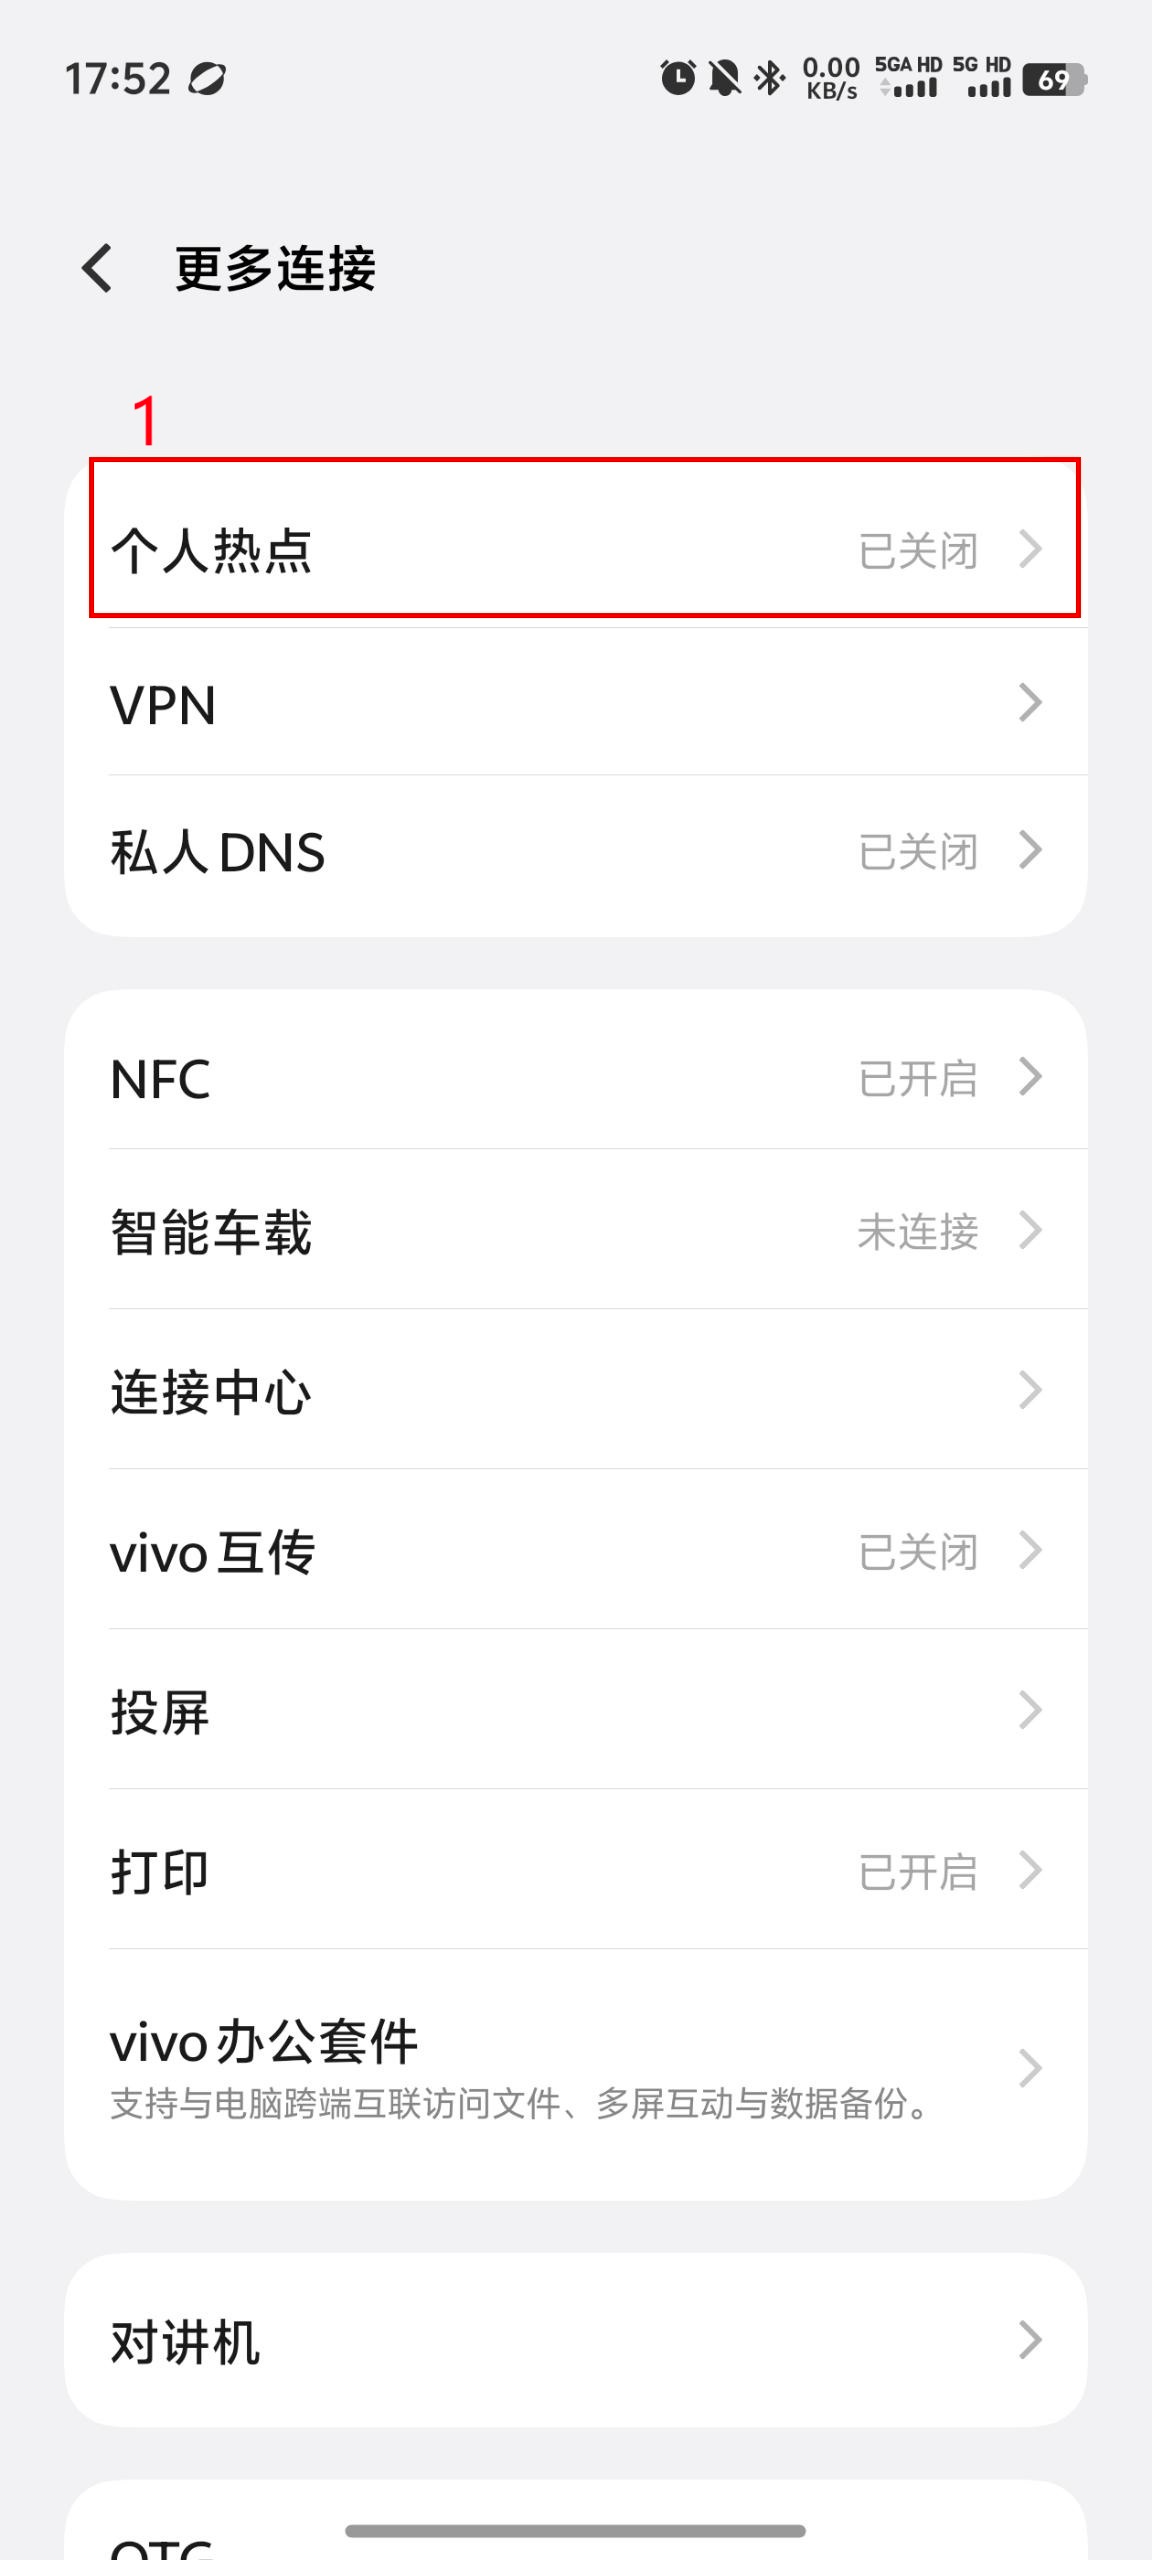 17:52
0.00 KB/s 5GA HD 5G HD 69
更多连接
1
个人热点 已关闭
VPN
私人 DNS 已关闭
NFC 已开启
智能车载 未连接
连接中心
vivo 互传 已关闭
投屏
打印 已开启
vivo 办公套件
支持与电脑跨端互联访问文件、多屏互动与数据备份。
对讲机
OTG